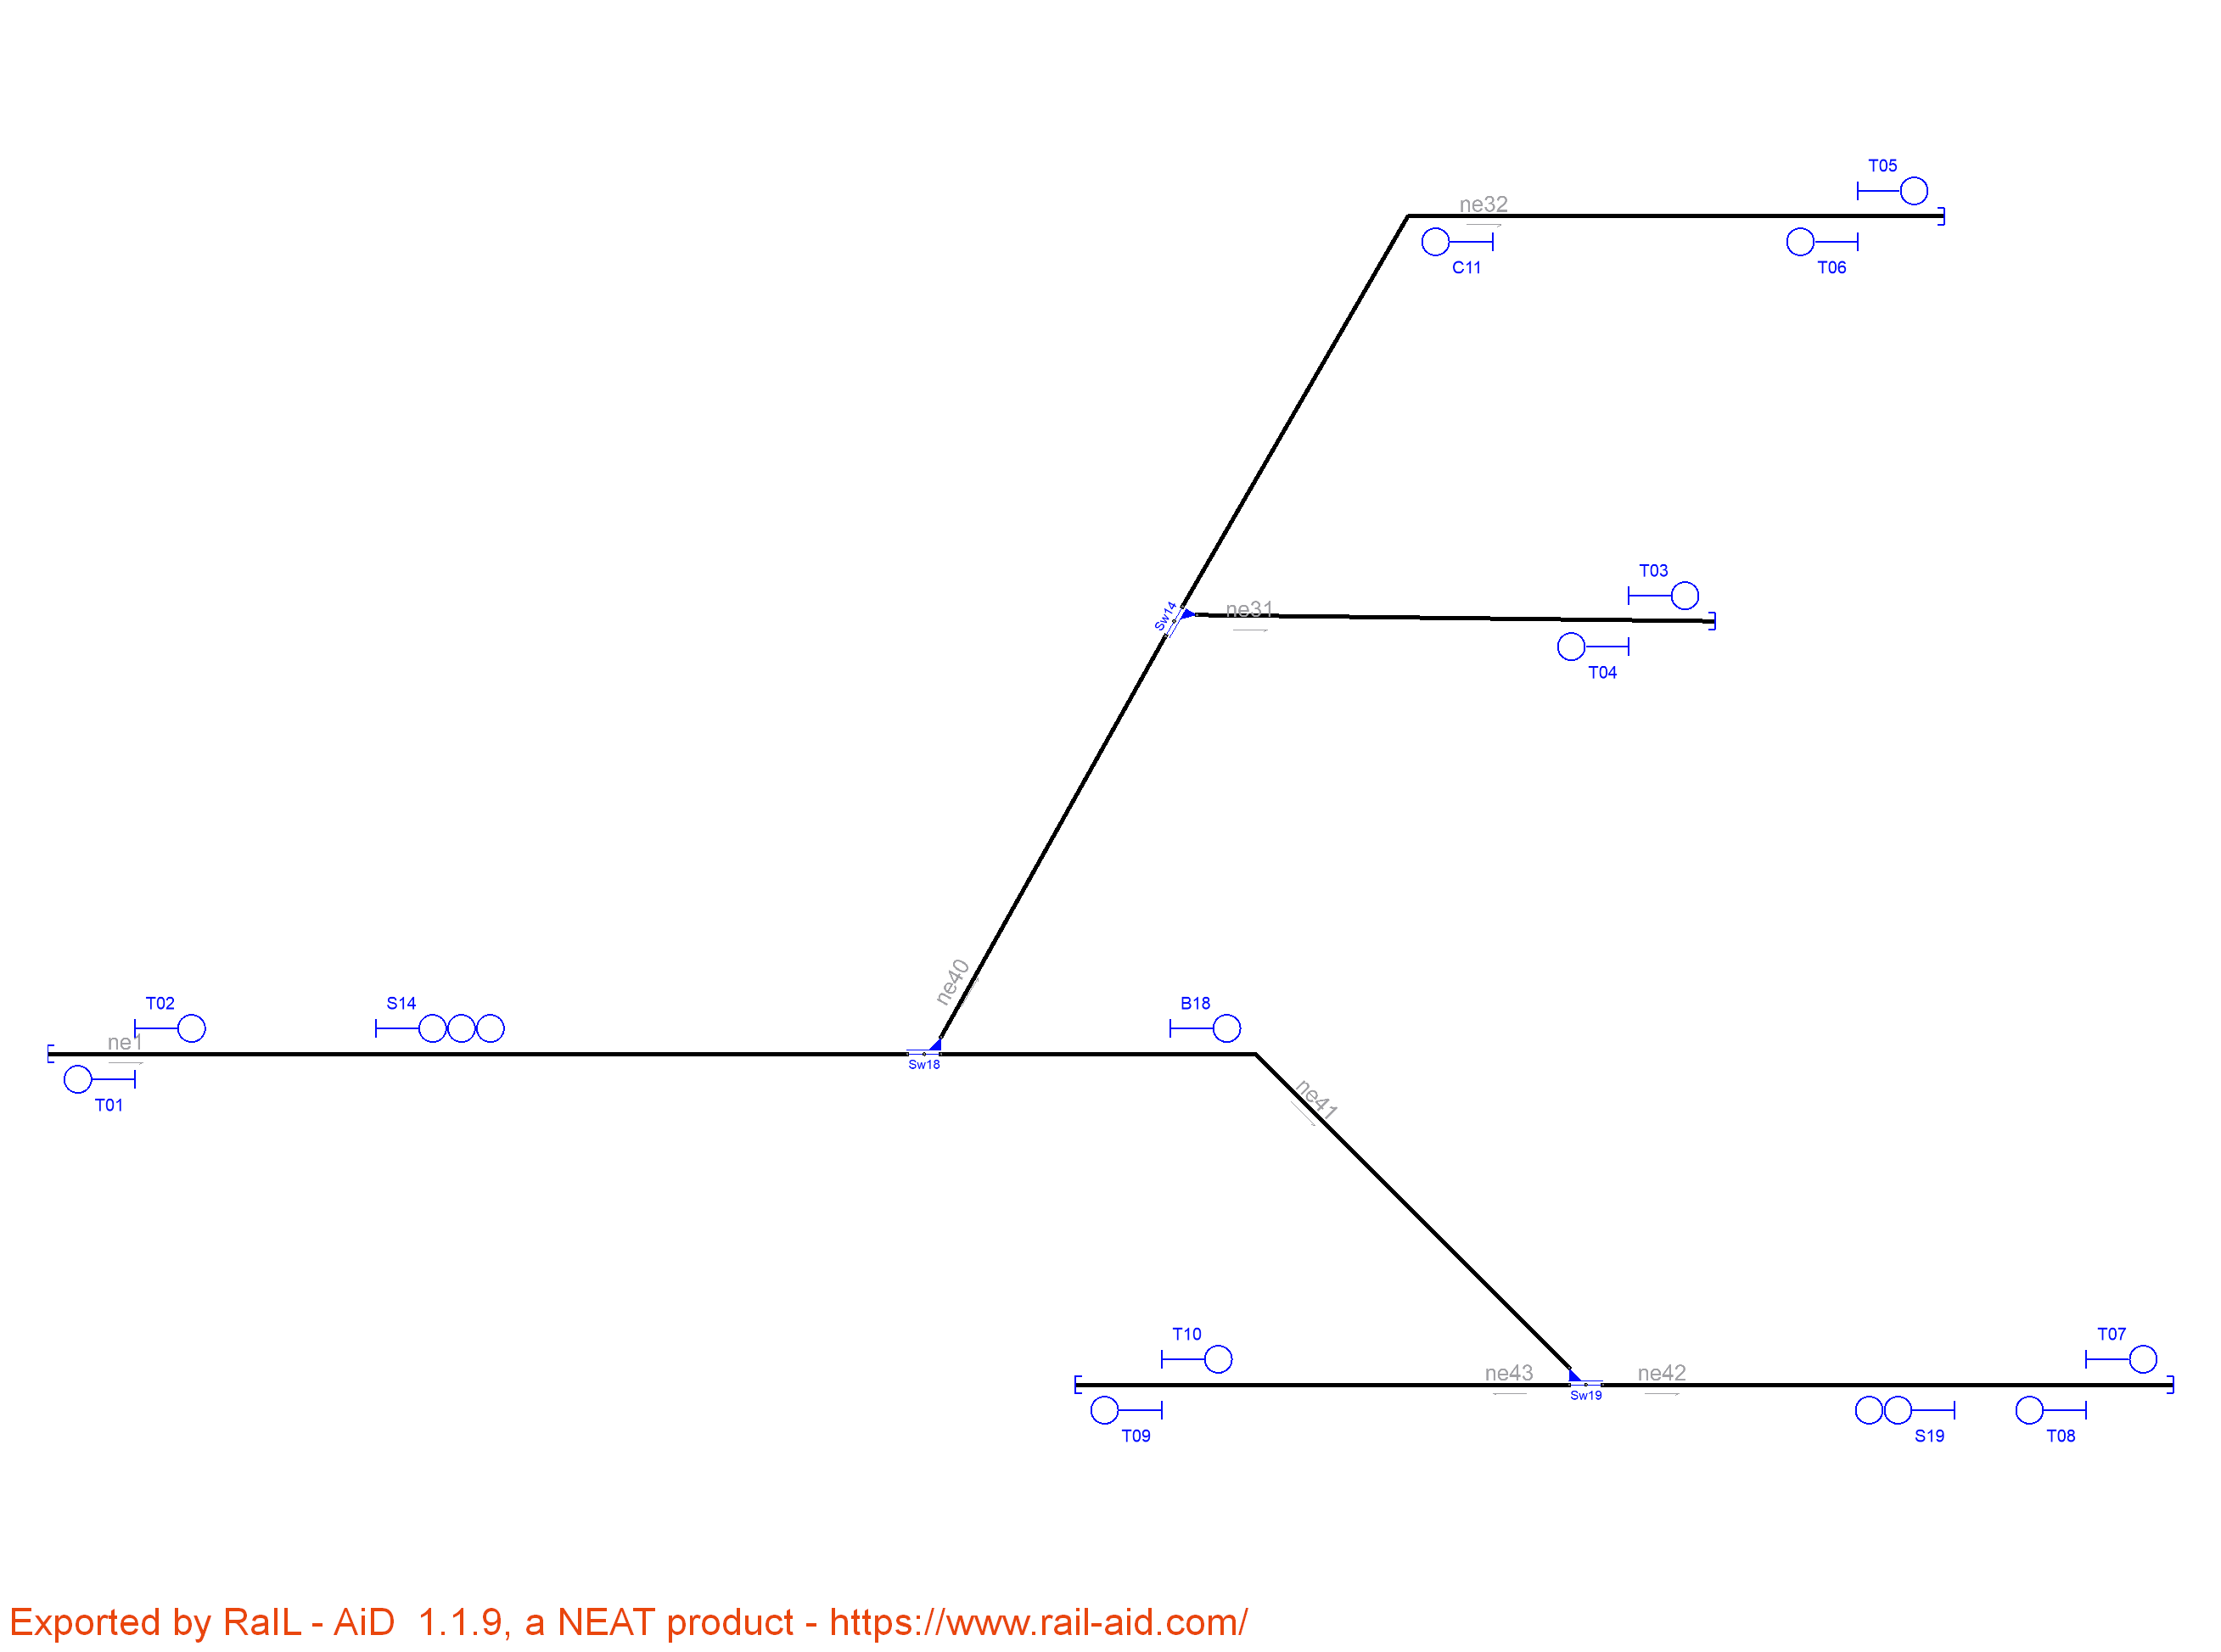 T05
ne32
C11
T06
T03
Sw14
ne31
T04
ne40
T02
S14
B18
ne1
Sw18
T01
ne41
T10
T07
ne43
ne42
Sw19
T09
S19
T08
Exported by RaIL - AiD 1.1.9, a NEAT product - https://www.rail-aid.com/